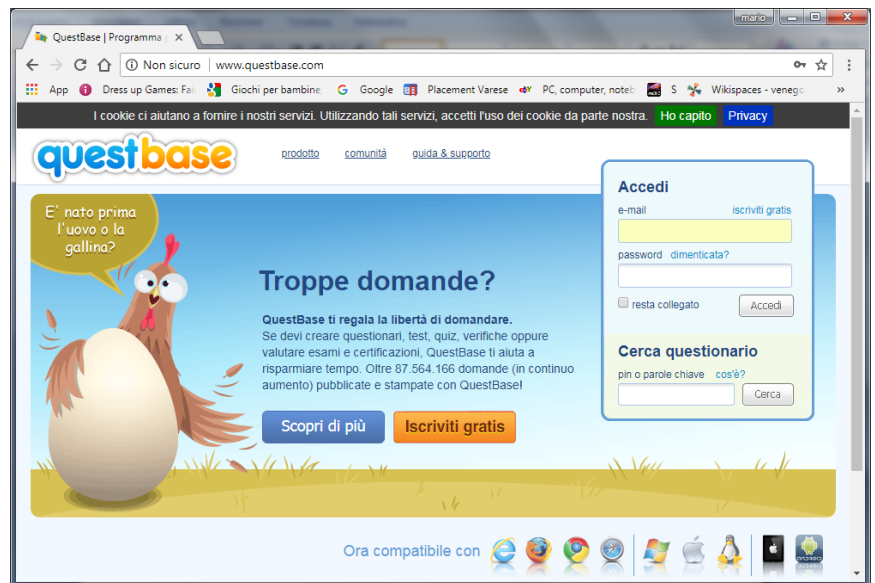 mario
QuestBase | Programma
Non sicuro | www.questbase.com
App Dress up Games: Fai Giochi per bambine, Google Placement Varese PC, computer, noteb S Wikispaces - venego »
I cookie ci aiutano a fornire i nostri servizi. Utilizzando tali servizi, accetti l'uso dei cookie da parte nostra. Ho capito Privacy
questbase
prodotto comunità guida & supporto
E' nato prima
l'uovo o la
gallina?
Troppe domande?
QuestBase ti regala la libertà di domandare.
Se devi creare questionari, test, quiz, verifiche oppure
valutare esami e certificazioni, QuestBase ti aiuta a
risparmiare tempo. Oltre 87.564.166 domande (in continuo
aumento) pubblicate e stampate con QuestBase!
Scopri di più Iscriviti gratis
Accedi
e-mail iscriviti gratis
password dimenticata?
resta collegato Accedi
Cerca questionario
pin o parole chiave cos'è?
Cerca
Ora compatibile con
ANDROID